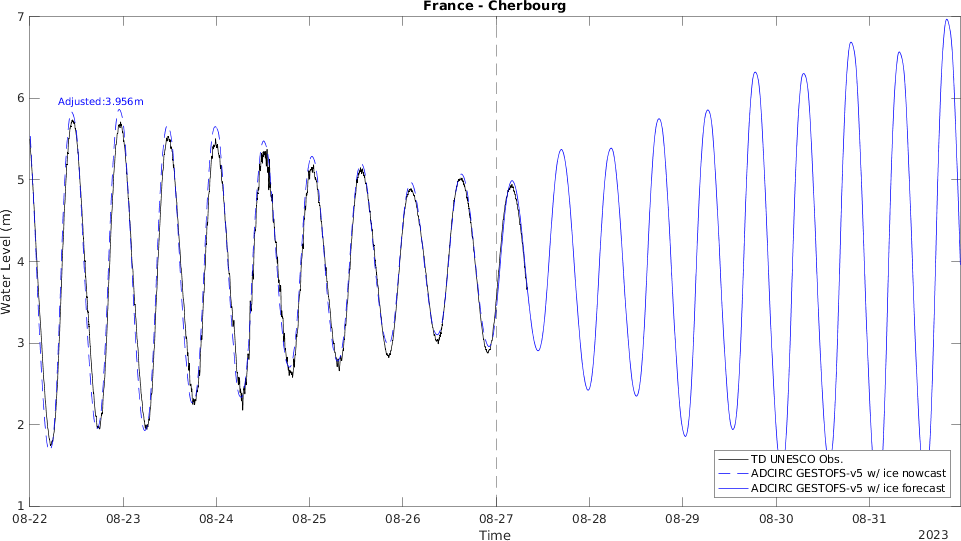 France - Cherbourg
7
6
5
4
3
2
1
Water Level (m)
Adjusted:3.956m
TD UNESCO Obs.
ADCIRC GESTOFS-v5 w/ ice nowcast
ADCIRC GESTOFS-v5 w/ ice forecast
08-22 08-23 08-24 08-25 08-26 08-27 08-28 08-29 08-30 08-31
Time
2023